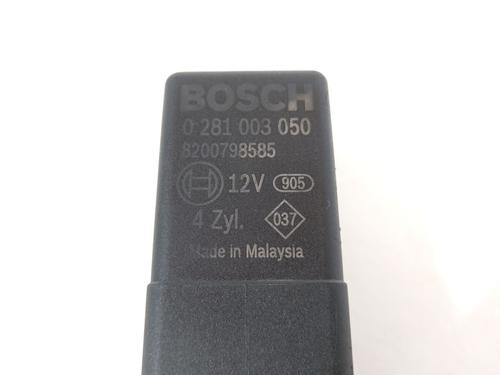 BOSCH
0 281 003 050
8200798585
12V 905
4 Zyl. 037
Made in Malaysia